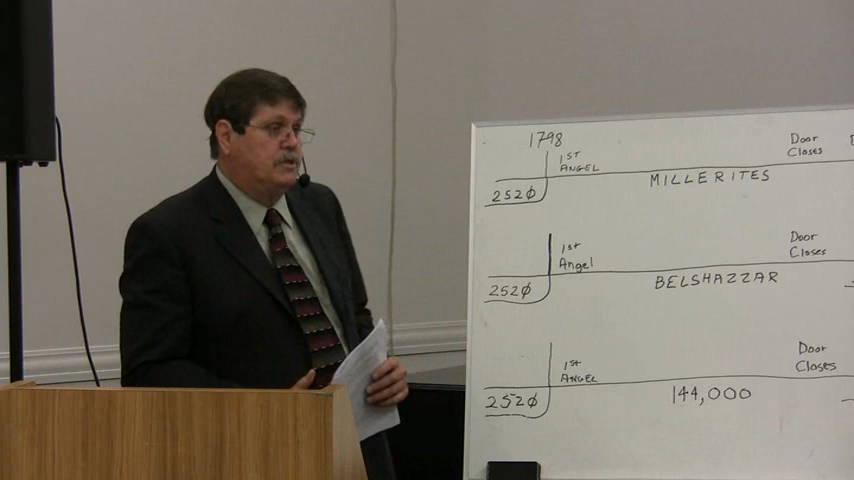 1798
1ST ANGEL
Door Closes
2520
MILLERITES
1st Angel
Door Closes
2520
BELSHAZZAR
1st ANGEL
Door Closes
2520
144,000